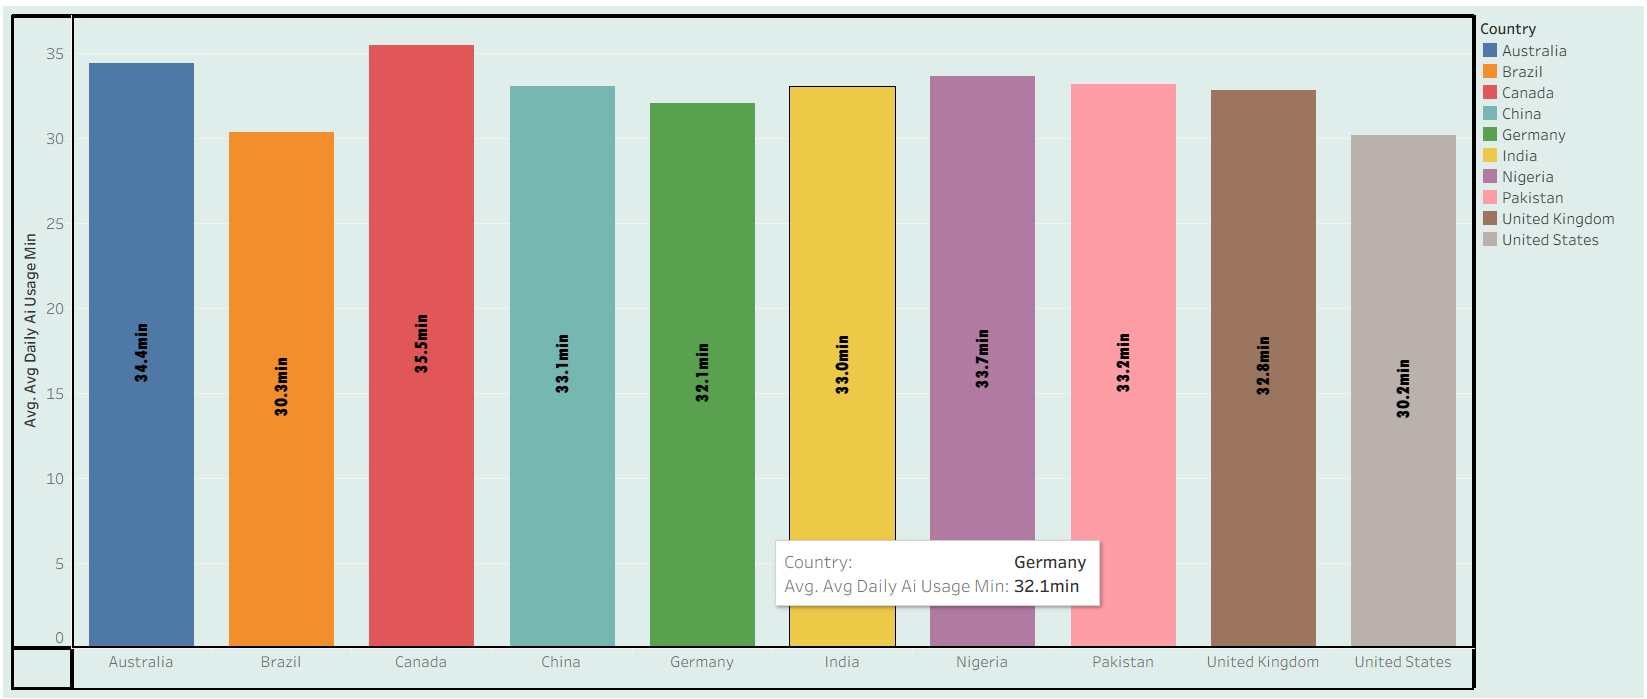 35
30
25
20
15
10
5
0
Avg. Avg Daily Ai Usage Min
34.4min
30.3min
35.5min
33.1min
32.1min
33.0min
33.7min
33.2min
32.8min
30.2min
Country: Germany
Avg. Avg Daily Ai Usage Min: 32.1min
Australia Brazil Canada China Germany India Nigeria Pakistan United Kingdom United States
Country
Australia
Brazil
Canada
China
Germany
India
Nigeria
Pakistan
United Kingdom
United States